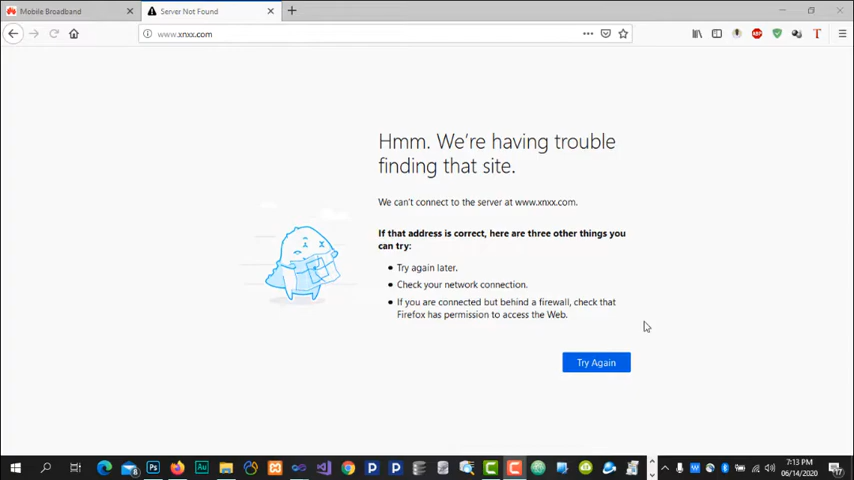 Mobile Broadband
Server Not Found
www.xnxx.com
ABP
T
Hmm. We're having trouble
finding that site.
We can't connect to the server at www.xnxx.com.
If that address is correct, here are three other things you
can try:
Try again later.
Check your network connection.
If you are connected but behind a firewall, check that
Firefox has permission to access the Web.
Try Again
7:13 PM
06/14/2020